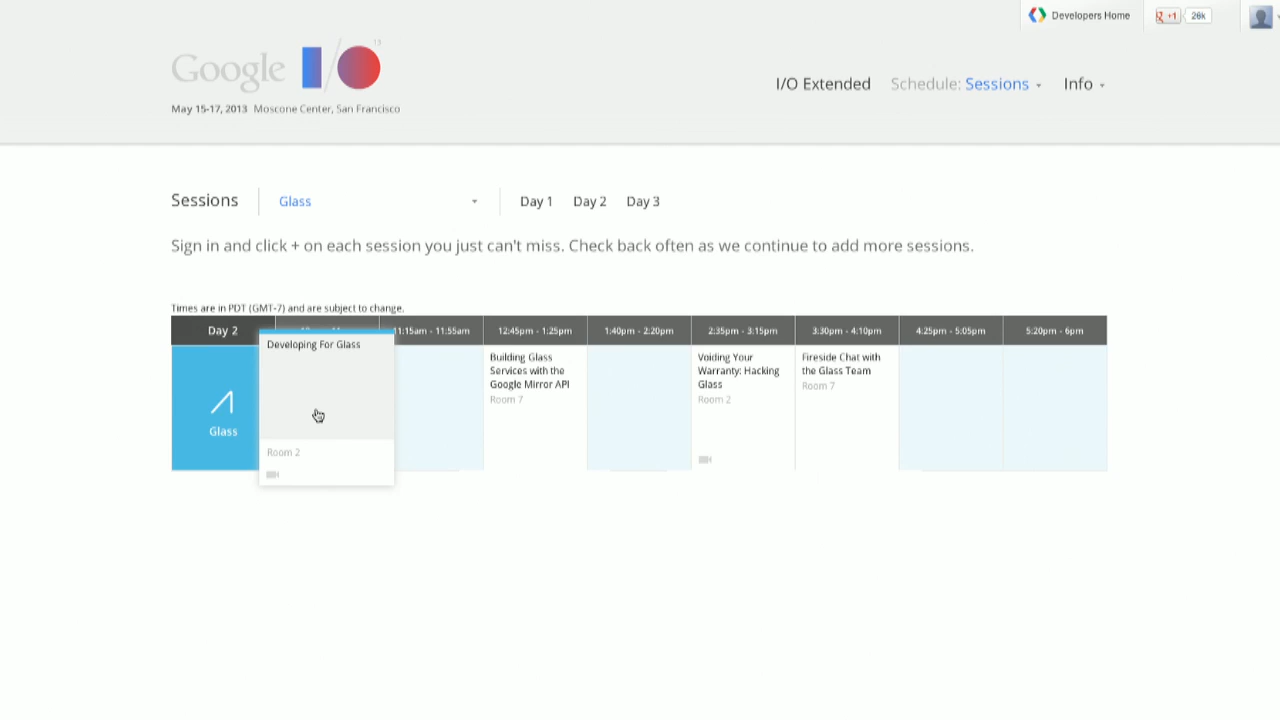 Developers Home
+1
26k
Google I/O 13
I/O Extended
Schedule: Sessions
Info
May 15-17, 2013 Moscone Center, San Francisco
Sessions
Glass
Day 1
Day 2
Day 3
Sign in and click + on each session you just can't miss. Check back often as we continue to add more sessions.
Times are in PDT (GMT-7) and are subject to change.
Day 2
11:15am - 11:55am
12:45pm - 1:25pm
1:40pm - 2:20pm
2:35pm - 3:15pm
3:30pm - 4:10pm
4:25pm - 5:05pm
5:20pm - 6pm
Glass
Developing For Glass
Room 2
Building Glass
Services with the
Google Mirror API
Room 7
Voiding Your
Warranty: Hacking
Glass
Room 2
Fireside Chat with
the Glass Team
Room 7